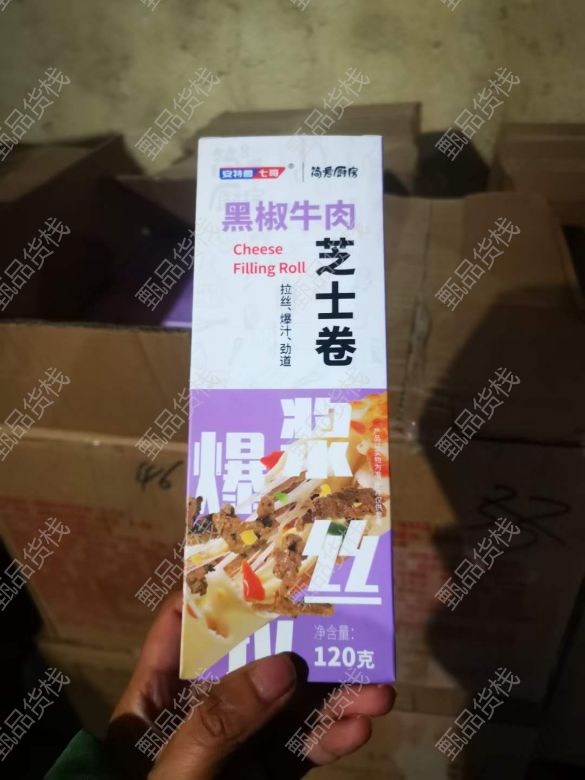 安特鲁 七哥® 简爱厨房
黑椒牛肉
Cheese
Filling Roll
芝士卷
拉丝、爆汁、劲道
爆浆
丝
净含量:
120克
46
甄品货栈